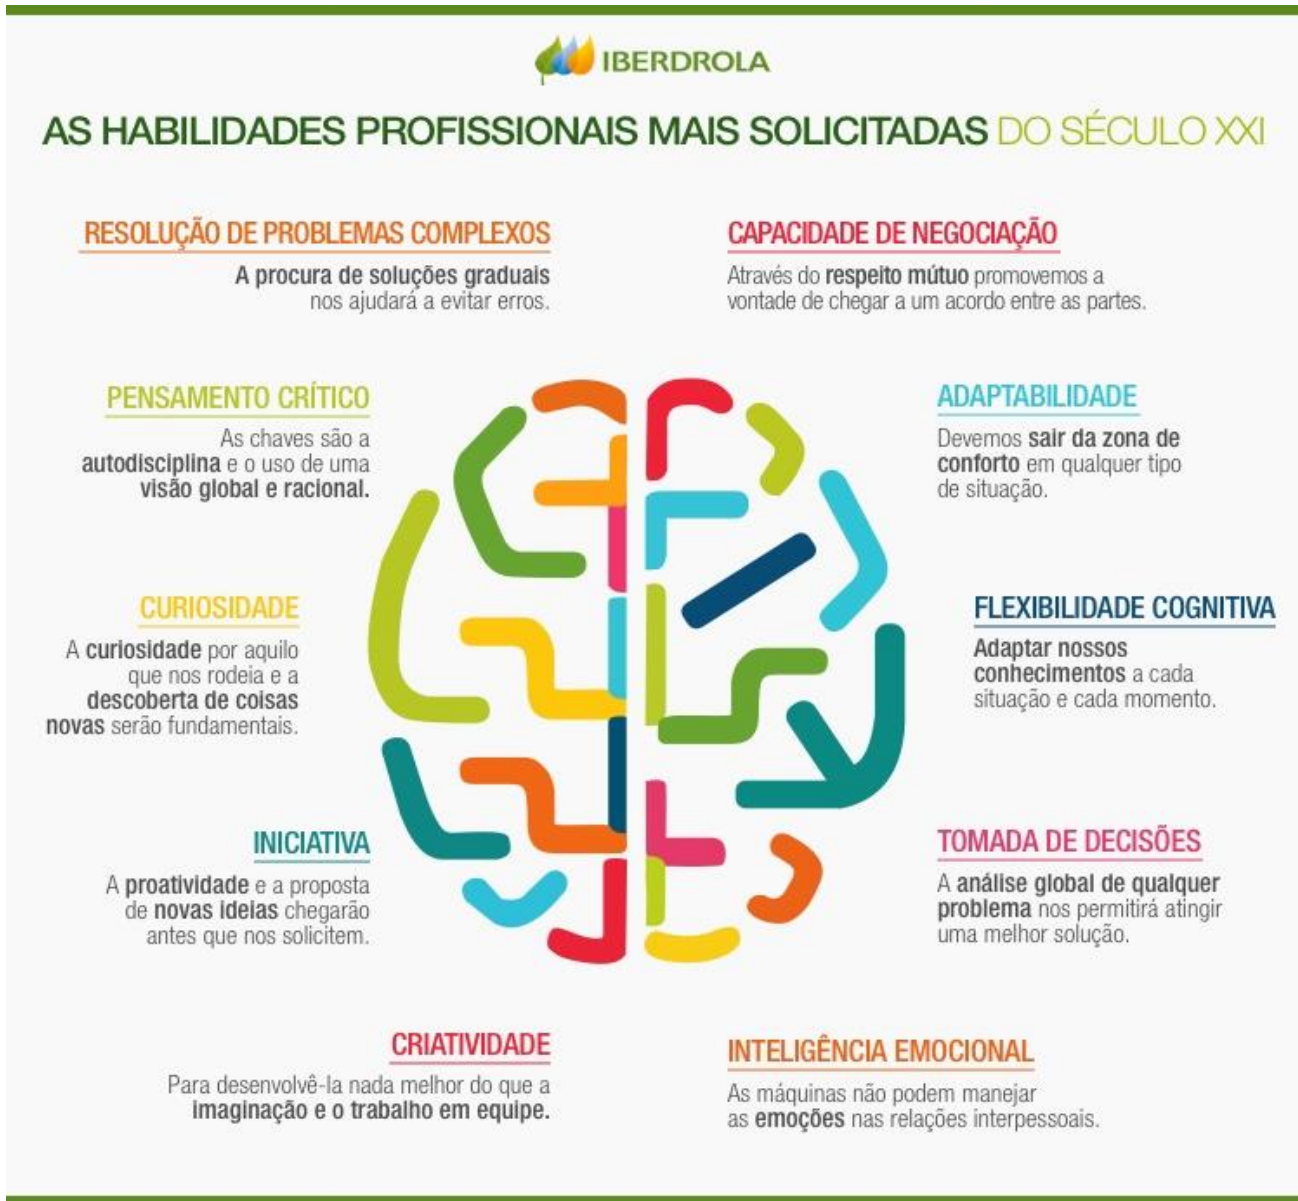 IBERDROLA
AS HABILIDADES PROFISSIONAIS MAIS SOLICITADAS DO SÉCULO XXI
RESOLUÇÃO DE PROBLEMAS COMPLEXOS
A procura de soluções graduais
nos ajudará a evitar erros.
PENSAMENTO CRÍTICO
As chaves são a
autodisciplina e o uso de uma
visão global e racional.
CURIOSIDADE
A curiosidade por aquilo
que nos rodeia e a
descoberta de coisas
novas serão fundamentais.
INICIATIVA
A proatividade e a proposta
de novas ideias chegarão
antes que nos solicitem.
CRIATIVIDADE
Para desenvolvê-la nada melhor do que a
imaginação e o trabalho em equipe.
CAPACIDADE DE NEGOCIAÇÃO
Através do respeito mútuo promovemos a
vontade de chegar a um acordo entre as partes.
ADAPTABILIDADE
Devemos sair da zona de
conforto em qualquer tipo
de situação.
FLEXIBILIDADE COGNITIVA
Adaptar nossos
conhecimentos a cada
situação e cada momento.
TOMADA DE DECISÕES
A análise global de qualquer
problema nos permitirá atingir
uma melhor solução.
INTELIGÊNCIA EMOCIONAL
As máquinas não podem manejar
as emoções nas relações interpessoais.